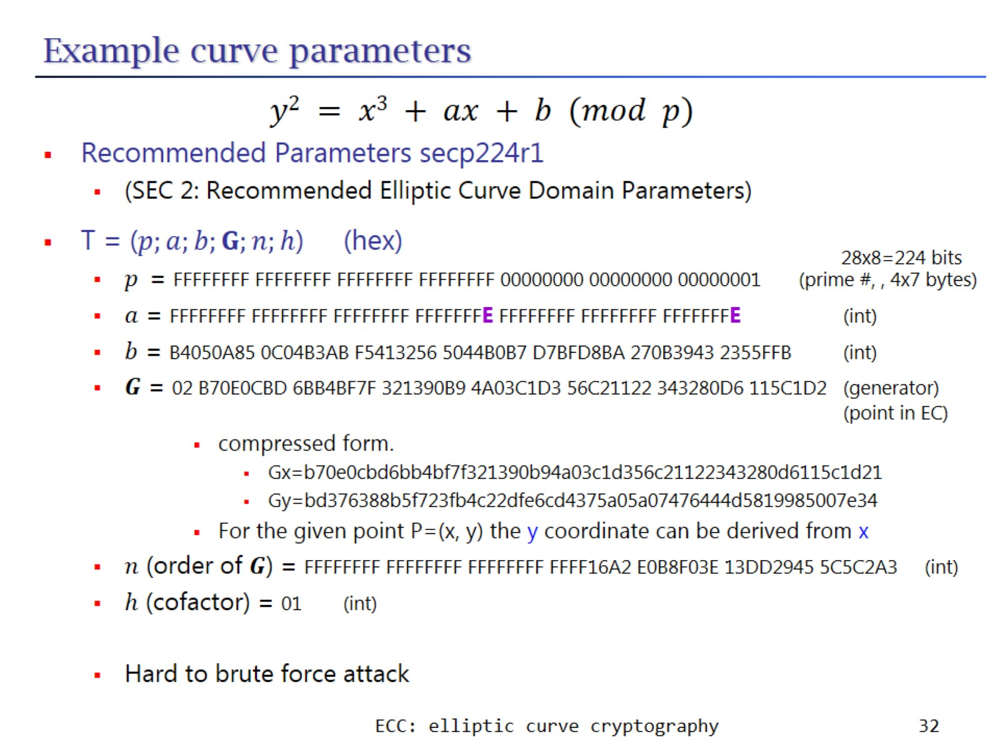 Example curve parameters
y² = x³ + ax + b (mod p)
▪ Recommended Parameters secp224r1
▪ (SEC 2: Recommended Elliptic Curve Domain Parameters)
▪ T = (p; a; b; G; n; h) (hex)
28x8=224 bits
▪ p = FFFFFFFF FFFFFFFF FFFFFFFF FFFFFFFF 00000000 00000000 00000001 (prime #, , 4x7 bytes)
▪ a = FFFFFFFF FFFFFFFF FFFFFFFF FFFFFFFE FFFFFFFF FFFFFFFF FFFFFFFE (int)
▪ b = B4050A85 0C04B3AB F5413256 5044B0B7 D7BFD8BA 270B3943 2355FFB (int)
▪ G = 02 B70E0CBD 6BB4BF7F 321390B9 4A03C1D3 56C21122 343280D6 115C1D2 (generator)
(point in EC)
▪ compressed form.
▪ Gx=b70e0cbd6bb4bf7f321390b94a03c1d356c21122343280d6115c1d21
▪ Gy=bd376388b5f723fb4c22dfe6cd4375a05a07476444d5819985007e34
▪ For the given point P=(x, y) the y coordinate can be derived from x
▪ n (order of G) = FFFFFFFF FFFFFFFF FFFFFFFF FFFF16A2 E0B8F03E 13DD2945 5C5C2A3 (int)
▪ h (cofactor) = 01 (int)
▪ Hard to brute force attack
ECC: elliptic curve cryptography 32